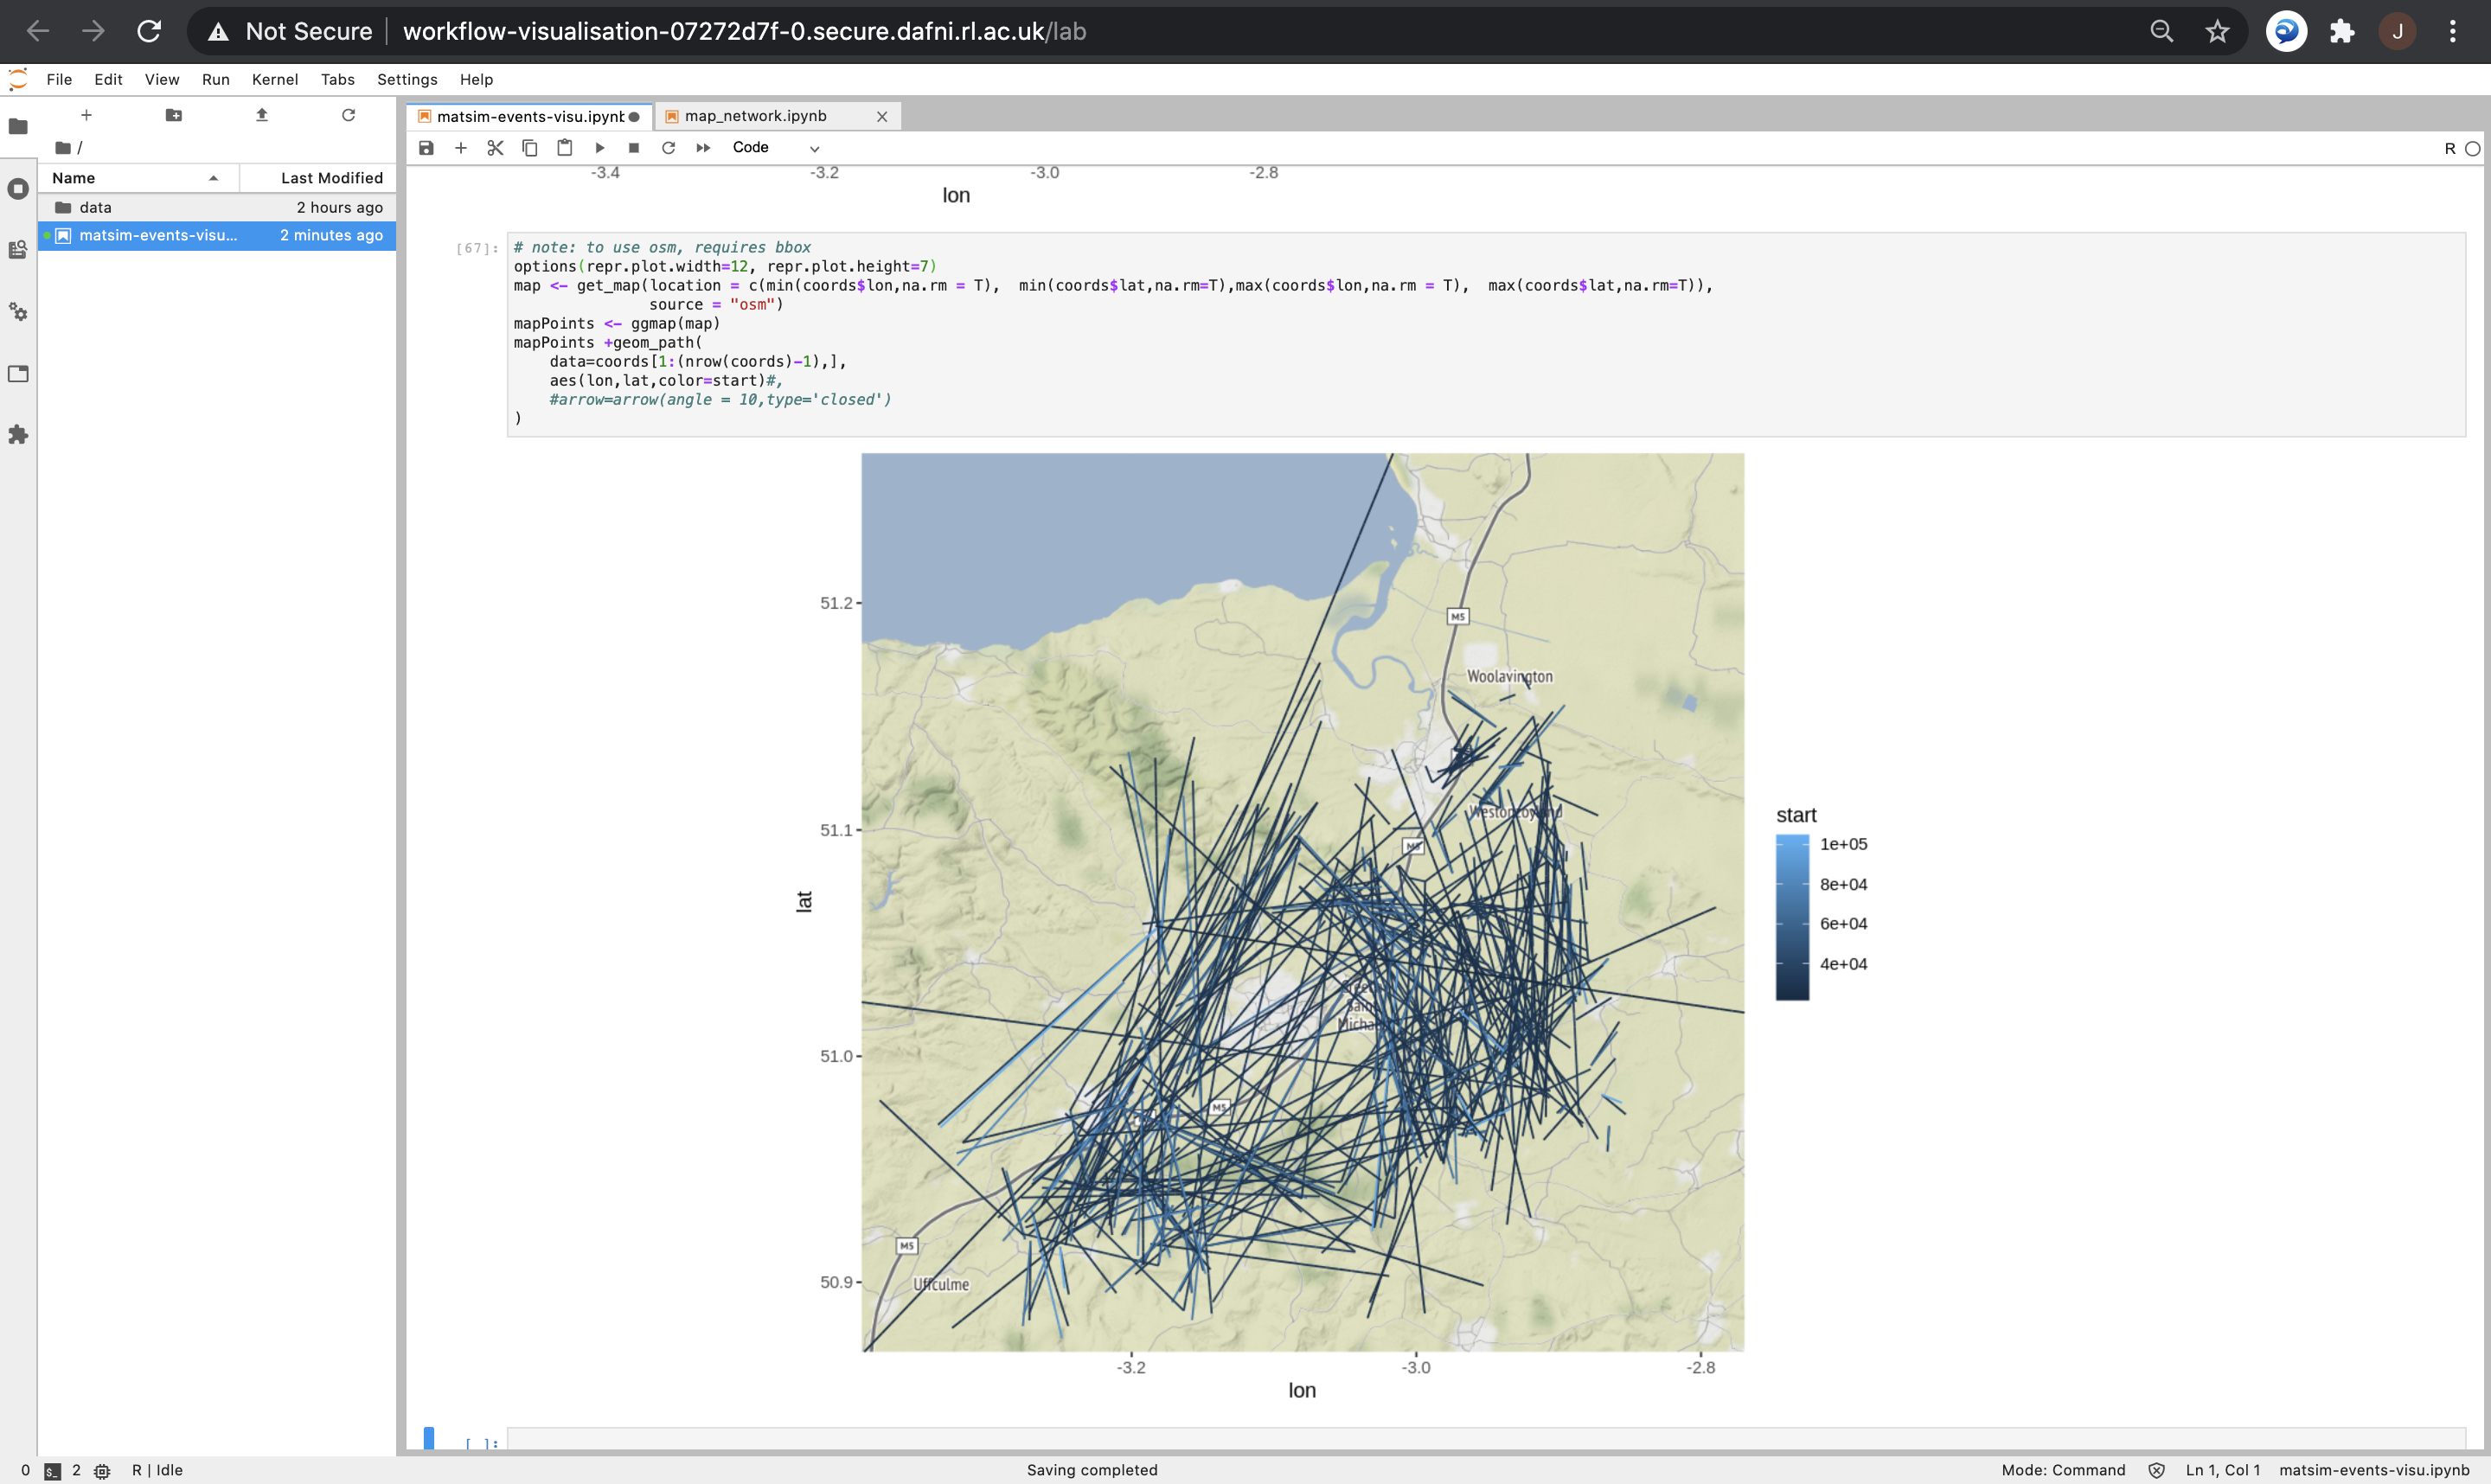 Not Secure workflow-visualisation-07272d7f-0.secure.dafni.rl.ac.uk/lab J
File Edit View Run Kernel Tabs Settings Help
matsim-events-visu.ipynb map_network.ipynb
/
Code
R
Name Last Modified
data 2 hours ago
matsim-events-visu... 2 minutes ago
-3.4 -3.2 -3.0 -2.8
lon
[67]:
# note: to use osm, requires bbox
options(repr.plot.width=12, repr.plot.height=7)
map <- get_map(location = c(min(coords$lon,na.rm = T),  min(coords$lat,na.rm=T),max(coords$lon,na.rm = T),  max(coords$lat,na.rm=T)),
source = "osm")
mapPoints <- ggmap(map)
mapPoints +geom_path(
data=coords[1:(nrow(coords)-1),],
aes(lon,lat,color=start)#,
#arrow=arrow(angle = 10,type='closed')
)
51.2
M5
Woolavington
51.1
Westonzoyland
M5
start
1e+05
8e+04
6e+04
4e+04
lat
51.0
M5
M5
50.9
Uffculme
-3.2 -3.0 -2.8
lon
[ ]:
0 2 R | Idle Saving completed Mode: Command Ln 1, Col 1 matsim-events-visu.ipynb